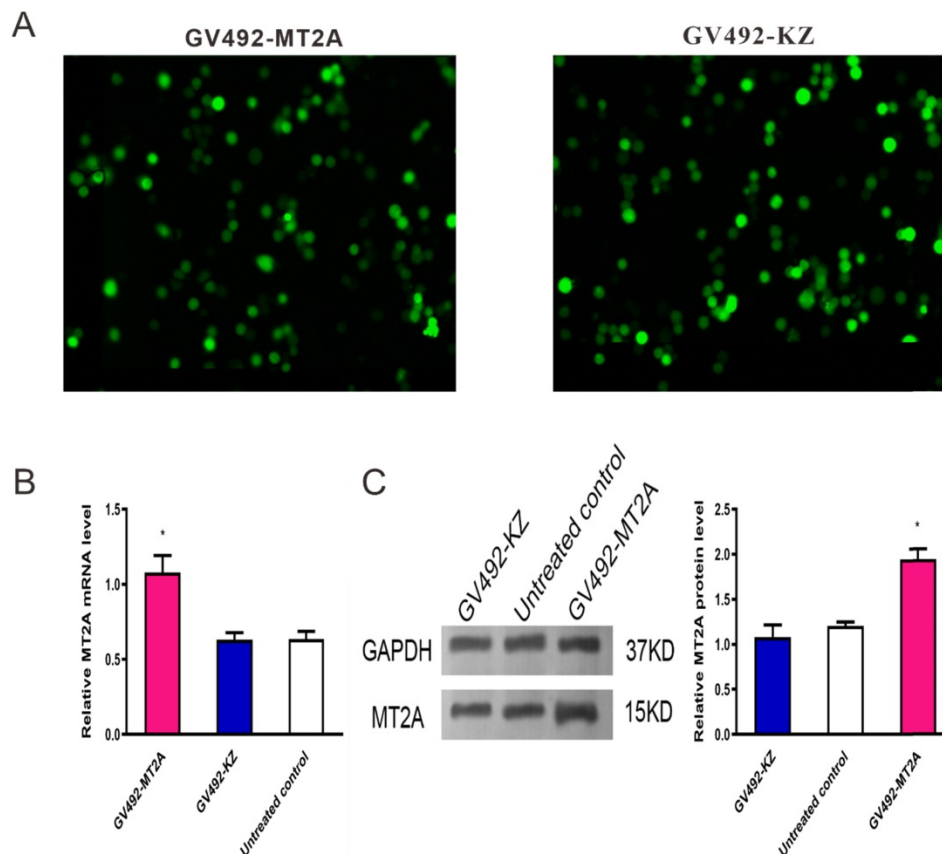 A
GV492-MT2A
GV492-KZ
B
Relative MT2A mRNA level
1.5
1.0
0.5
0.0
*
GV492-MT2A
GV492-KZ
Untreated control
C
GV492-KZ
Untreated control
GV492-MT2A
GAPDH
37KD
MT2A
15KD
Relative MT2A protein level
2.5
2.0
1.5
1.0
0.5
0.0
*
GV492-KZ
Untreated control
GV492-MT2A